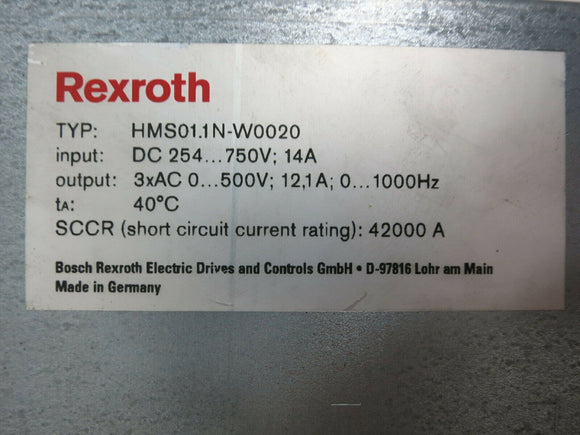 Rexroth
TYP: HMS01.1N-W0020
input: DC 254...750V; 14A
output: 3xAC 0...500V; 12,1A; 0...1000Hz
tA: 40°C
SCCR (short circuit current rating): 42000 A
Bosch Rexroth Electric Drives and Controls GmbH • D-97816 Lohr am Main
Made in Germany